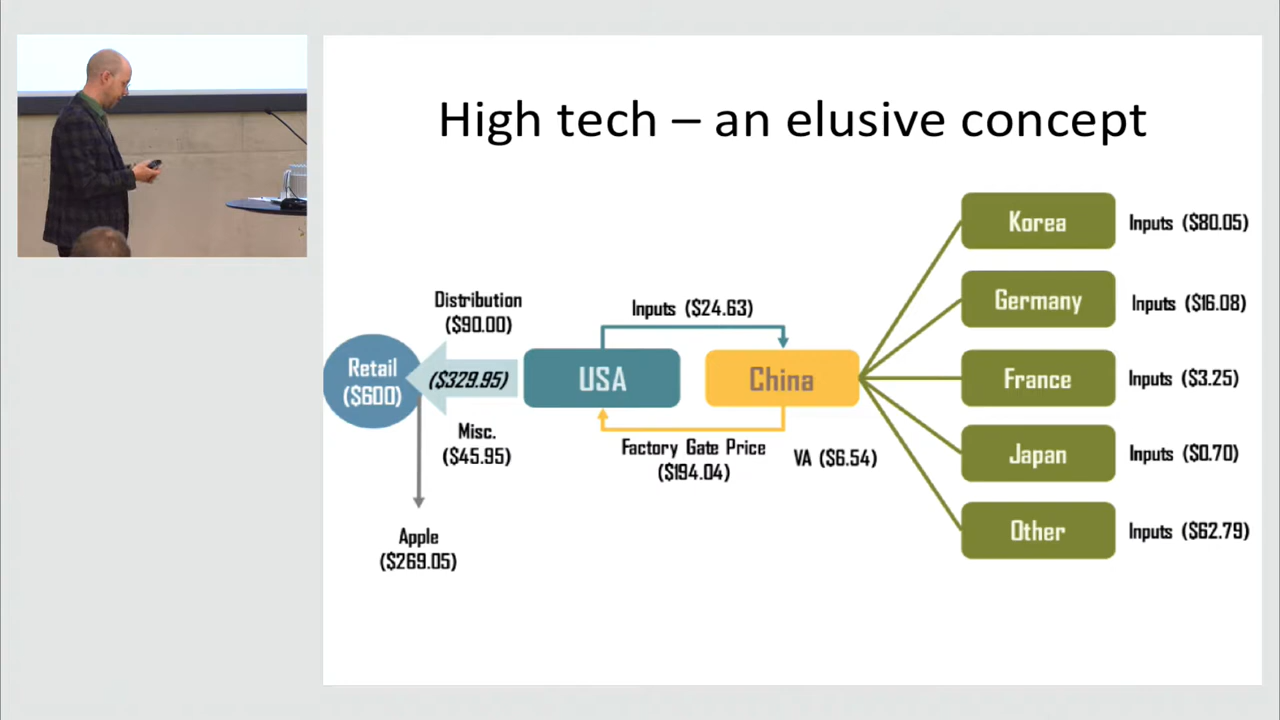 High tech – an elusive concept
Korea
Inputs ($80.05)
Germany
Inputs ($16.08)
France
Inputs ($3.25)
Japan
Inputs ($0.70)
Other
Inputs ($62.79)
Distribution
($90.00)
Inputs ($24.63)
Retail
($600)
($329.95)
USA
China
Misc.
($45.95)
Factory Gate Price
($194.04)
VA ($6.54)
Apple
($269.05)